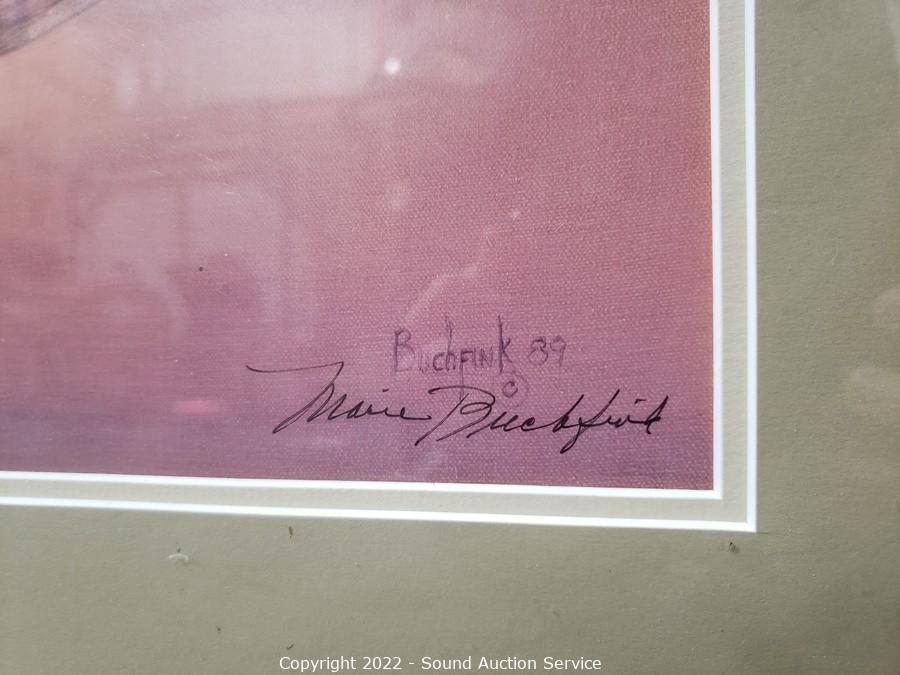 Buchfink 89
©
Marie Buchfink
Copyright 2022 - Sound Auction Service